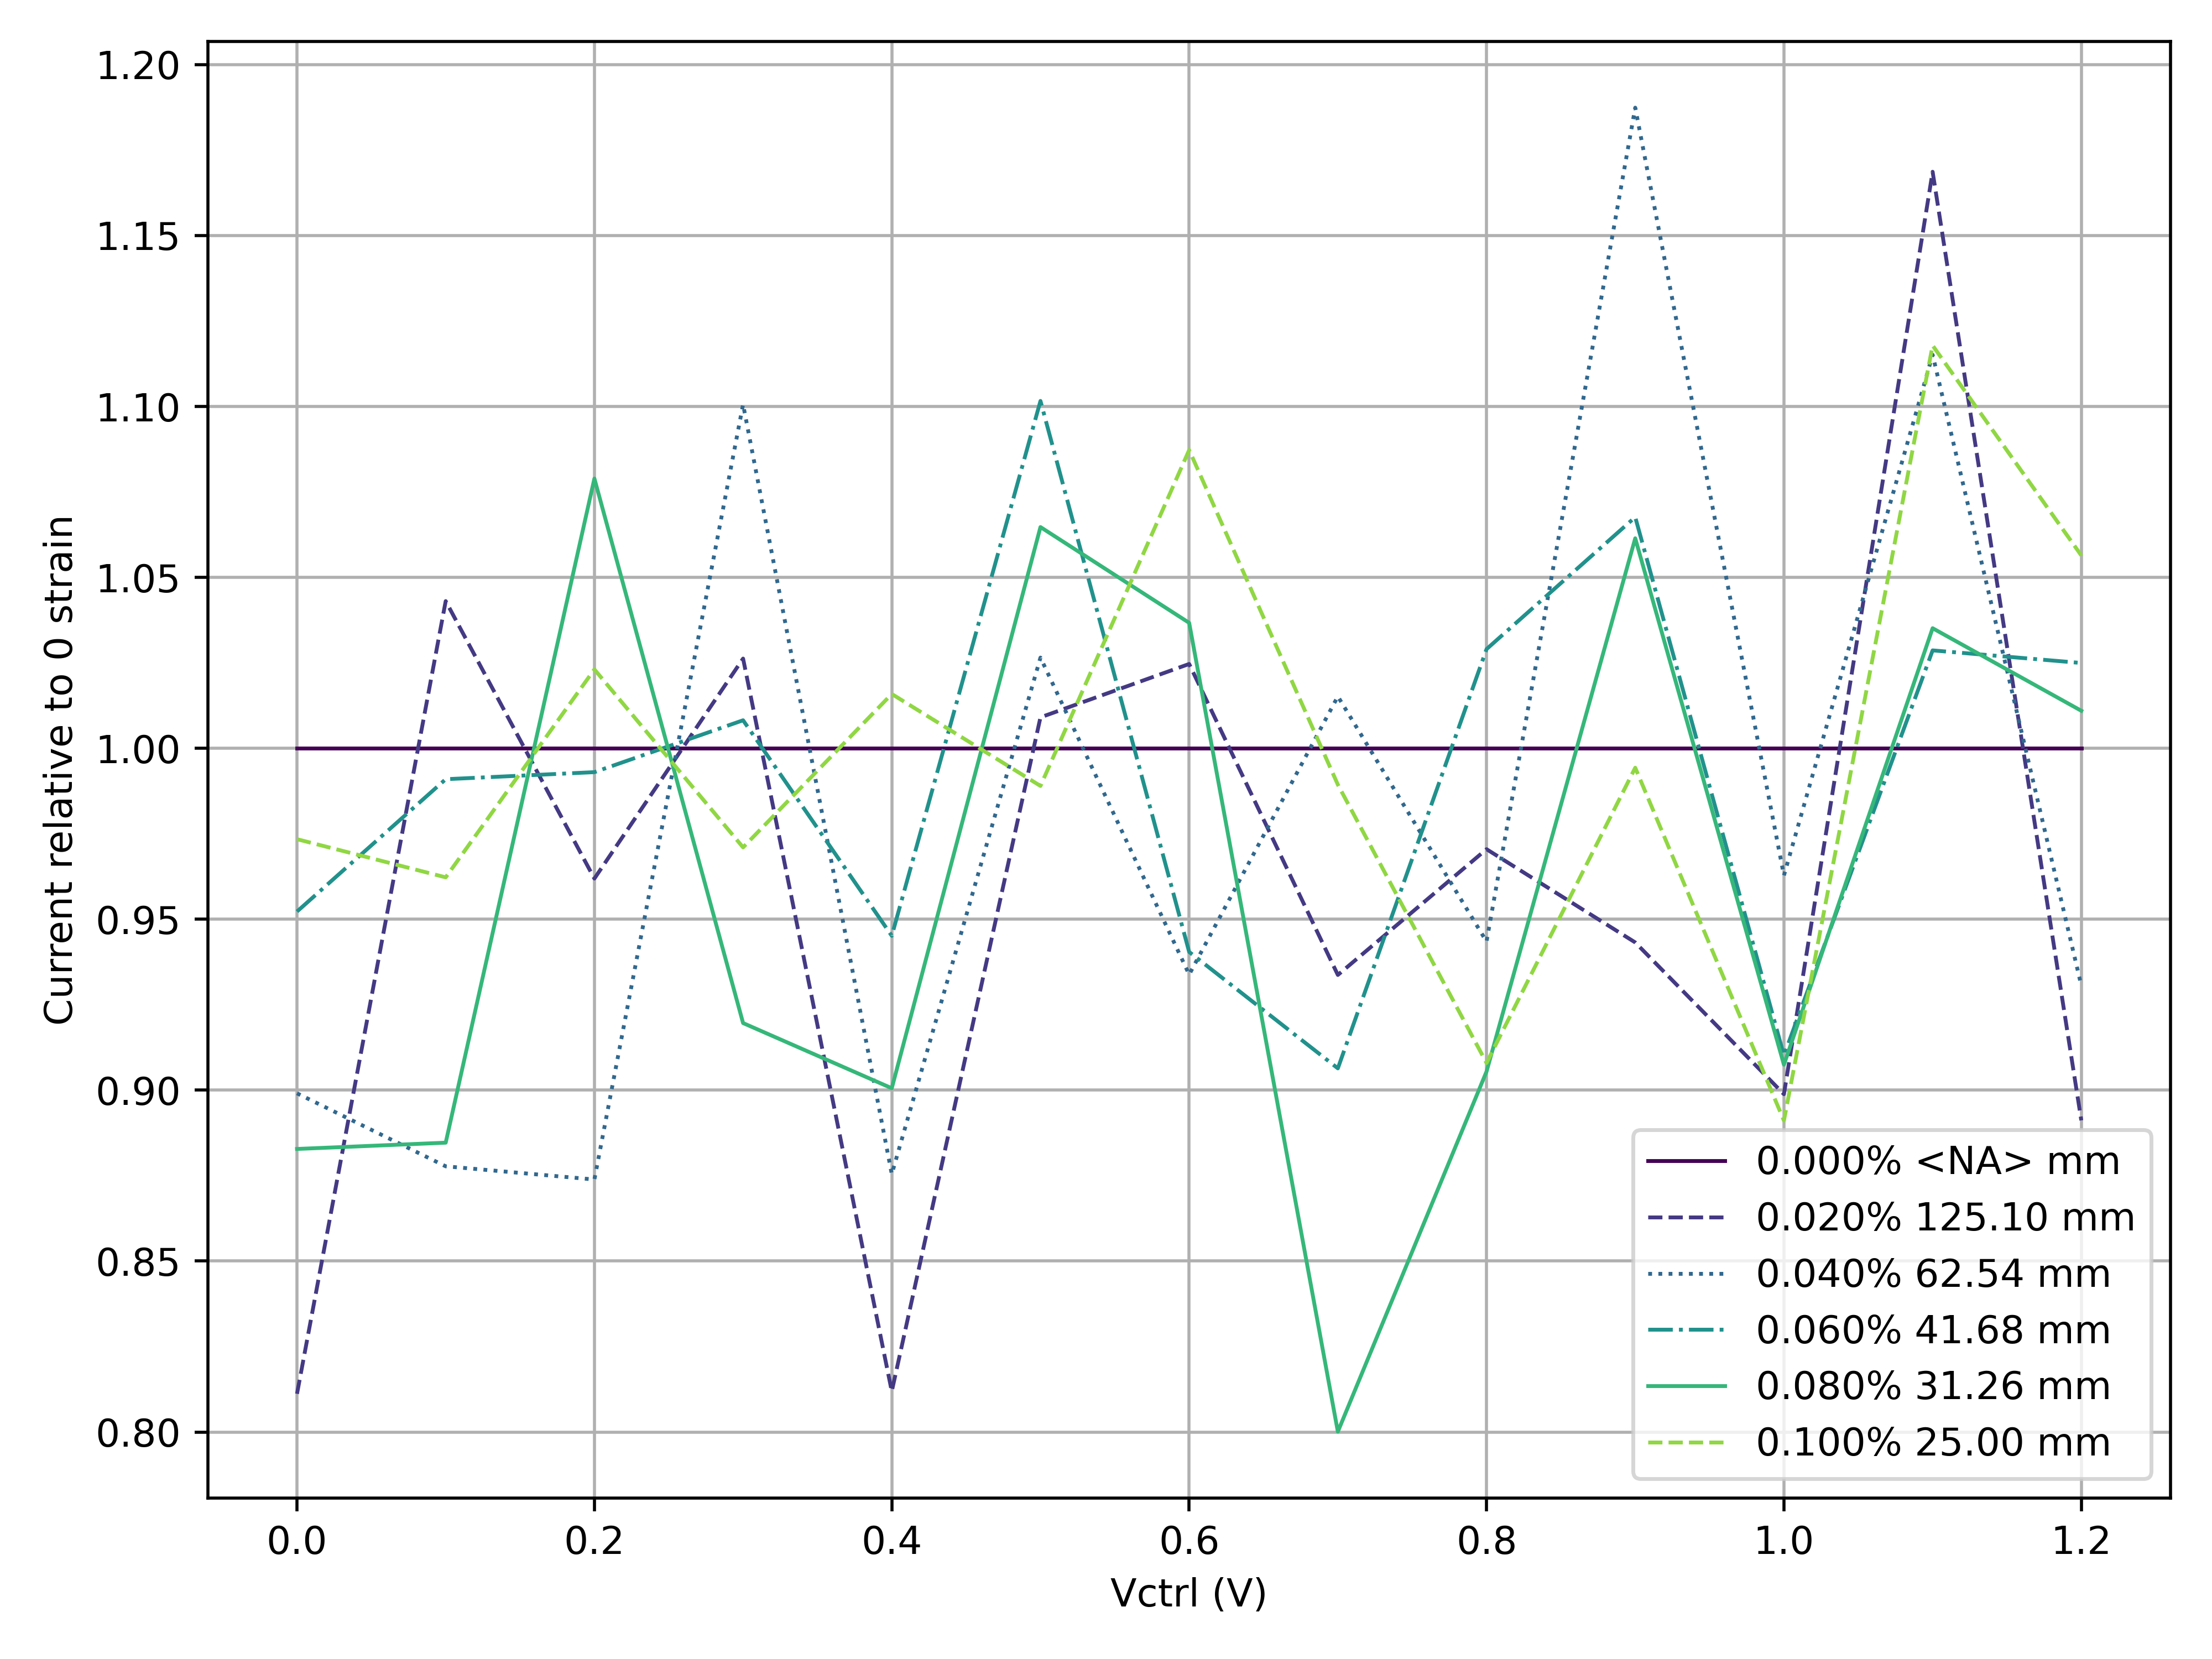 1.20
1.15
1.10
1.05
1.00
0.95
0.90
0.85
0.80
Current relative to 0 strain
0.000% <NA> mm
0.020% 125.10 mm
0.040% 62.54 mm
0.060% 41.68 mm
0.080% 31.26 mm
0.100% 25.00 mm
0.0 0.2 0.4 0.6 0.8 1.0 1.2
Vctrl (V)